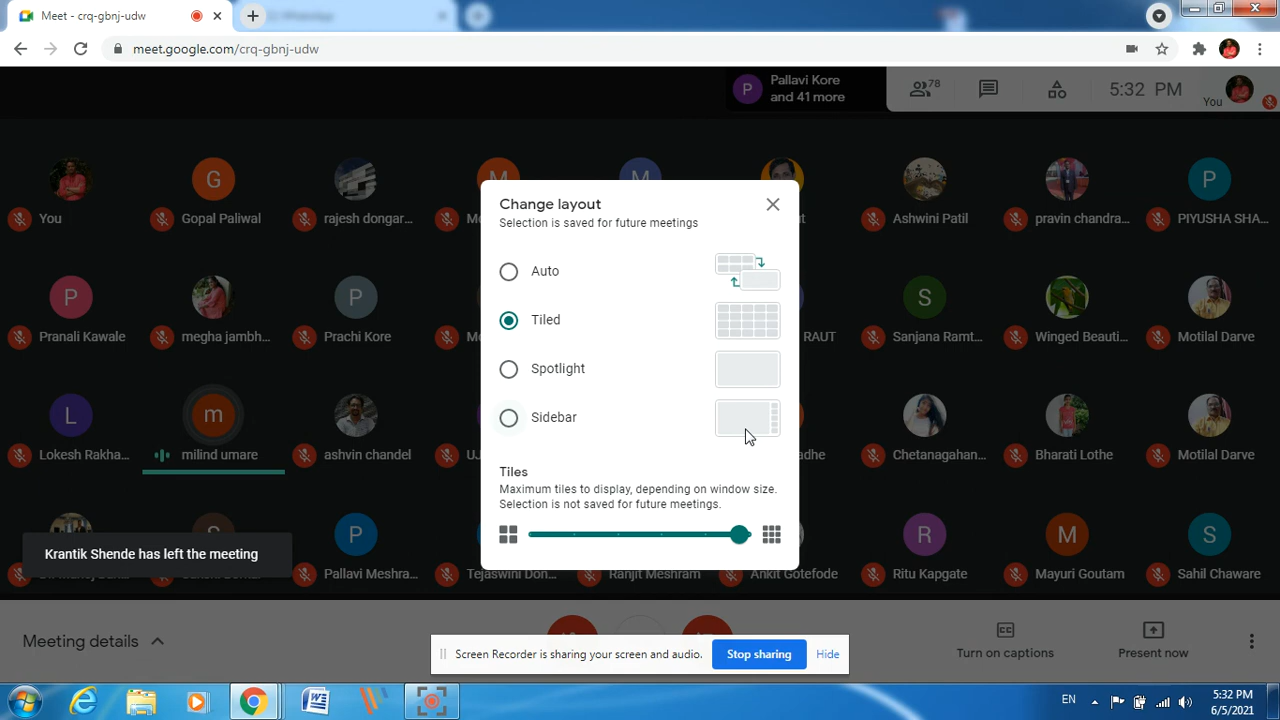 Meet - crq-gbnj-udw
WhatsApp
meet.google.com/crq-gbnj-udw
Pallavi Kore
and 41 more
P
78
5:32 PM
You
G
M
M
P
You
Gopal Paliwal
rajesh dongar...
Ashwini Patil
pravin chandra...
PIYUSHA SHA...
Change layout
Selection is saved for future meetings
Auto
Tiled
Spotlight
Sidebar
Tiles
Maximum tiles to display, depending on window size.
Selection is not saved for future meetings.
P
P
S
Pranali Kawale
megha jambh...
Prachi Kore
RAUT
Sanjana Ramt...
Winged Beauti...
Motilal Darve
L
m
Lokesh Rakha...
milind umare
ashvin chandel
Chetanagahan...
Bharati Lothe
Motilal Darve
P
R
M
S
Krantik Shende has left the meeting
Pallavi Meshra...
Tejaswini Don...
Ranjit Meshram
Ankit Gotefode
Ritu Kapgate
Mayuri Goutam
Sahil Chaware
Meeting details
Screen Recorder is sharing your screen and audio.
Stop sharing
Hide
CC
Turn on captions
Present now
EN
5:32 PM
6/5/2021